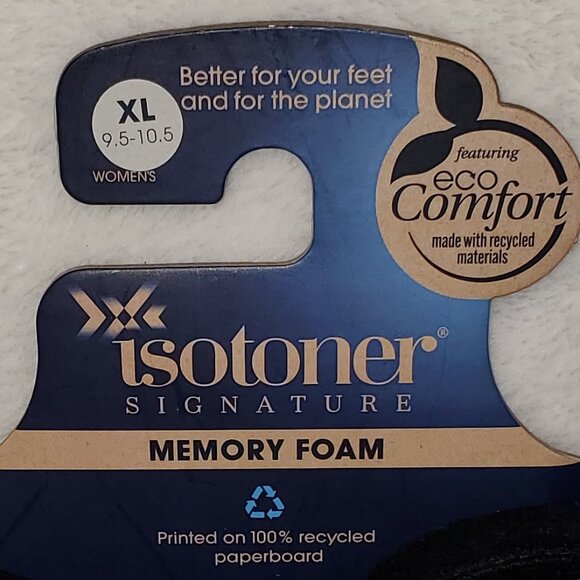 Better for your feet
and for the planet
XL
9.5-10.5
WOMEN'S
featuring
eco
Comfort
made with recycled
materials
isotoner®
SIGNATURE
MEMORY FOAM
Printed on 100% recycled
paperboard